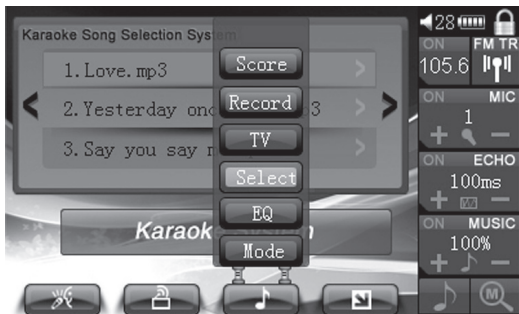 Karaoke Song Selection System
1.Love.mp3
2.Yesterday onc
3
3.Say you say
Score
Record
TV
Select
EQ
Mode
Karaok
28
ON FM TR
105.6
ON MIC
1
+ −
ON ECHO
100ms
+ −
ON MUSIC
100%
+ −
M